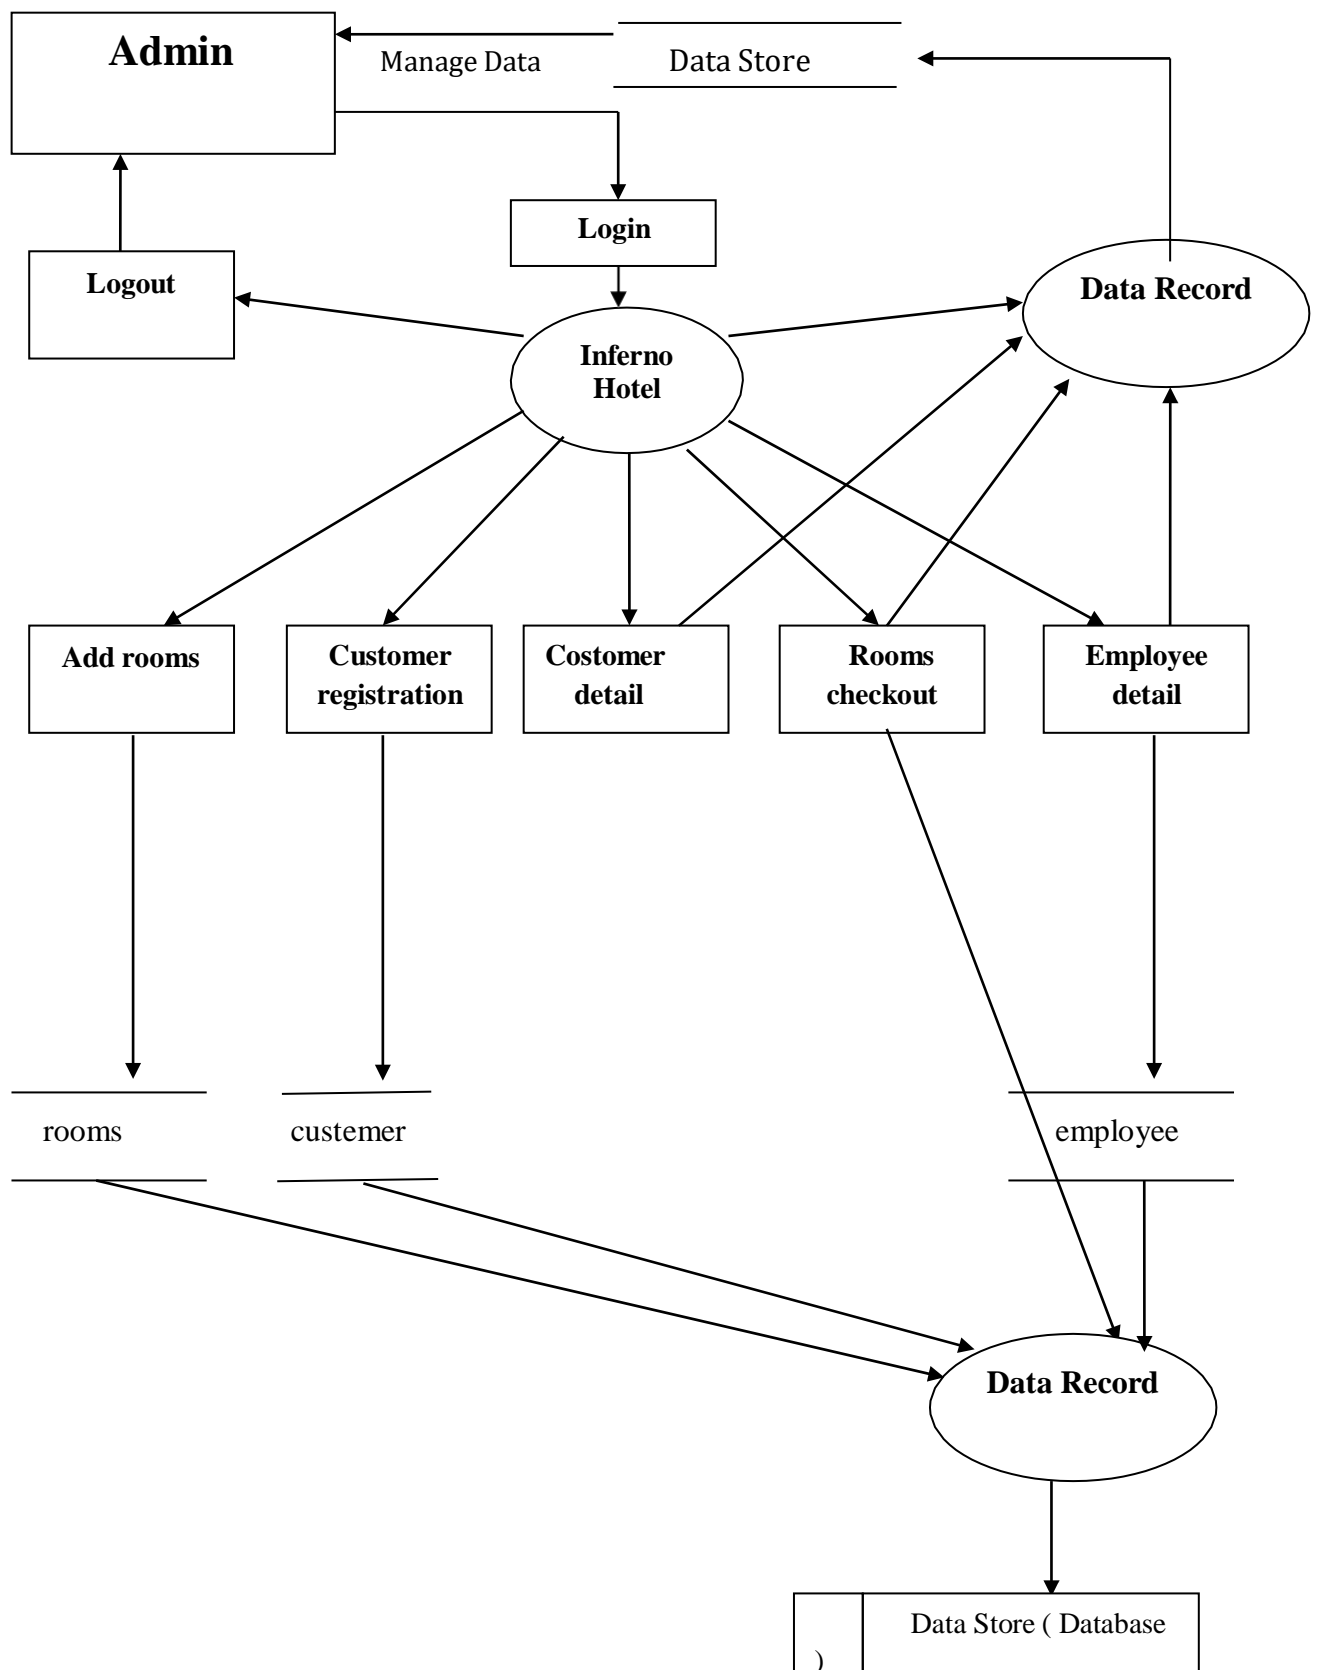 Admin
Manage Data
Data Store
Login
Logout
Data Record
Inferno
Hotel
Add rooms
Customer
registration
Costomer
detail
Rooms
checkout
Employee
detail
rooms
custemer
employee
Data Record
Data Store ( Database
)